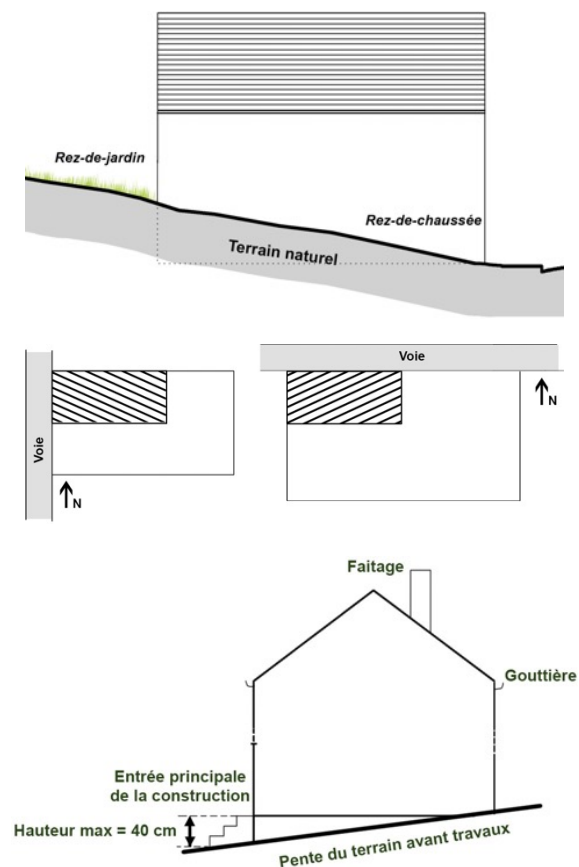 Rez-de-jardin
Rez-de-chaussée
Terrain naturel
Voie
N
Voie
N
Faitage
Gouttière
Entrée principale
de la construction
Hauteur max = 40 cm
Pente du terrain avant travaux